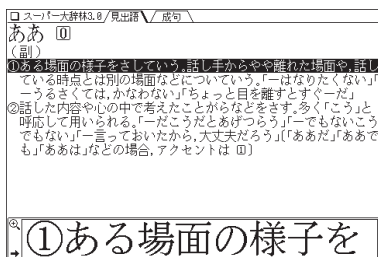 スーパー大辞林3.0/見出語 成句
ああ ⓪
(副)
①ある場面の様子をさしていう,話し手からやや離れた場面や,話し
ている時点とは別の場面などについていう。「―はなりたくない」「
―うるさくては,かなわない」「ちょっと目を離すとすぐ―だ」
②話した内容や心の中で考えたことがらなどをさす。多く「こう」と
呼応して用いられる。「―だこうだとあげつらう」「―でもないこう
でもない」「―言っておいたから,大丈夫だろう」〔「ああだ」「ああで
も」「ああは」などの場合,アクセントは ⓪〕
①ある場面の様子を